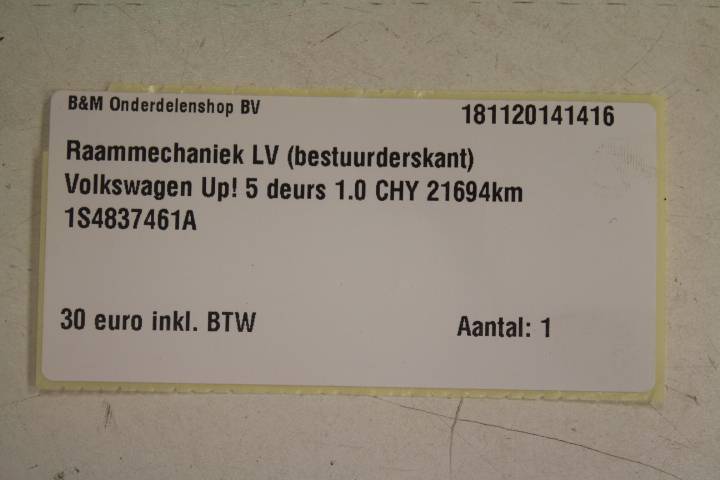 B&M Onderdelenshop BV 181120141416
Raammechaniek LV (bestuurderskant)
Volkswagen Up! 5 deurs 1.0 CHY 21694km
1S4837461A
30 euro inkl. BTW Aantal: 1